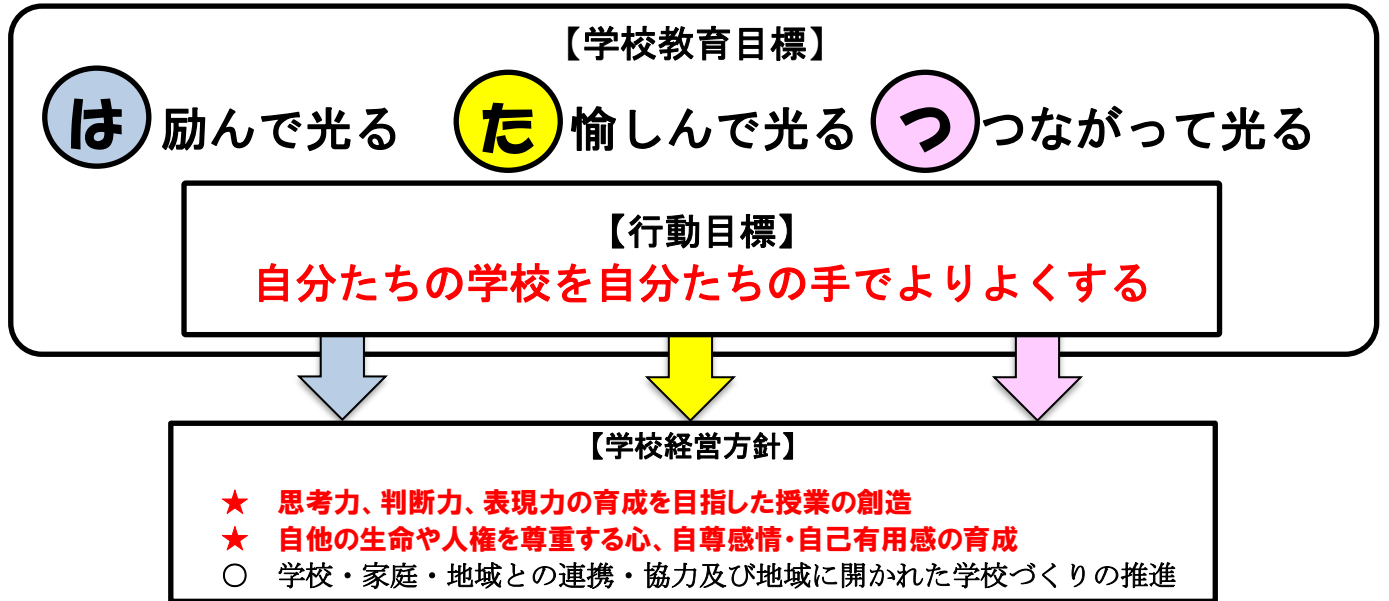 【学校教育目標】
は 励んで光る た 愉しんで光る つ つながって光る
【行動目標】
自分たちの学校を自分たちの手でよりよくする
【学校経営方針】
★ 思考力、判断力、表現力の育成を目指した授業の創造
★ 自他の生命や人権を尊重する心、自尊感情・自己有用感の育成
○ 学校・家庭・地域との連携・協力及び地域に開かれた学校づくりの推進